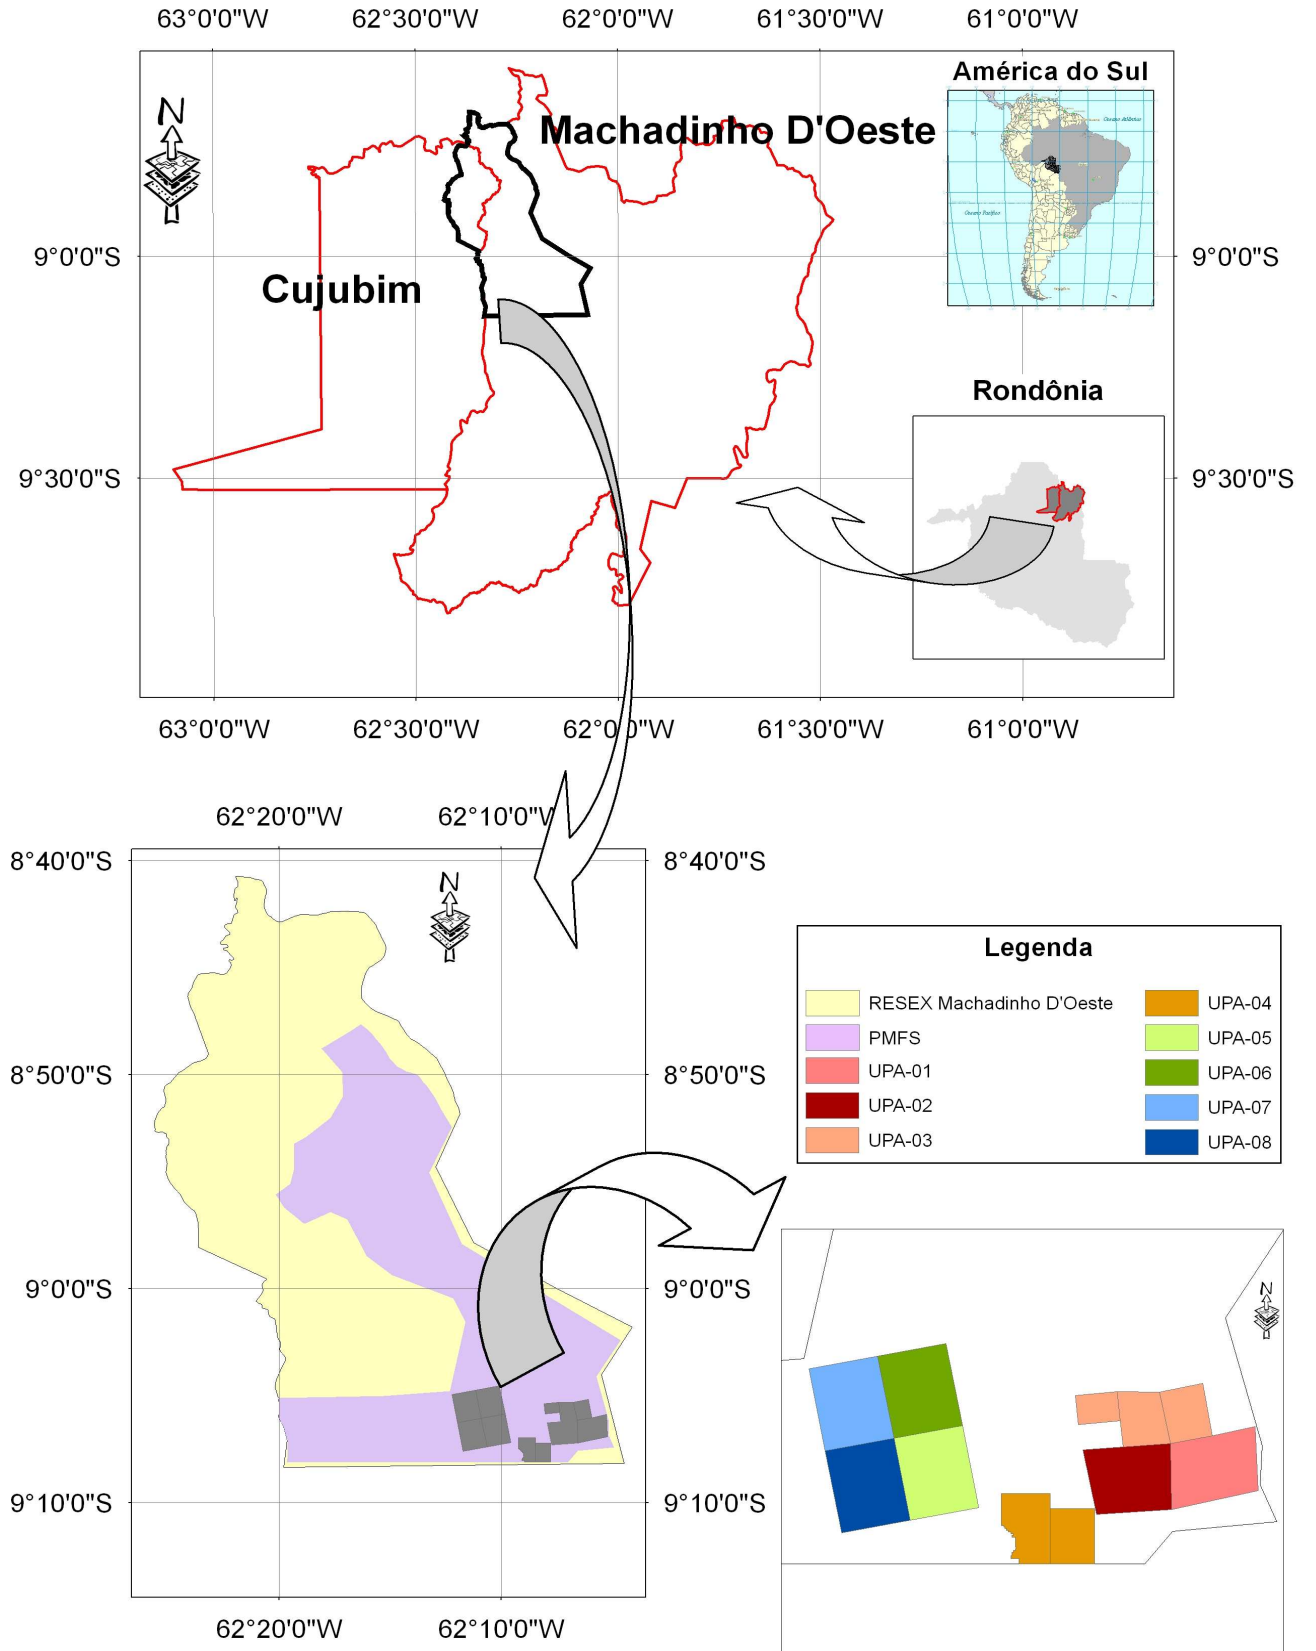 63°0'0"W 62°30'0"W 62°0'0"W 61°30'0"W 61°0'0"W
América do Sul
N
Machadinho D'Oeste
Oceano Atlântico
Oceano Pacífico
9°0'0"S 9°0'0"S
Cujubim
Rondônia
9°30'0"S 9°30'0"S
63°0'0"W 62°30'0"W 62°0'0"W 61°30'0"W 61°0'0"W
62°20'0"W 62°10'0"W
8°40'0"S 8°40'0"S
N
Legenda
RESEX Machadinho D'Oeste UPA-04
PMFS UPA-05
UPA-01 UPA-06
UPA-02 UPA-07
UPA-03 UPA-08
8°50'0"S 8°50'0"S
9°0'0"S 9°0'0"S
N
9°10'0"S 9°10'0"S
62°20'0"W 62°10'0"W